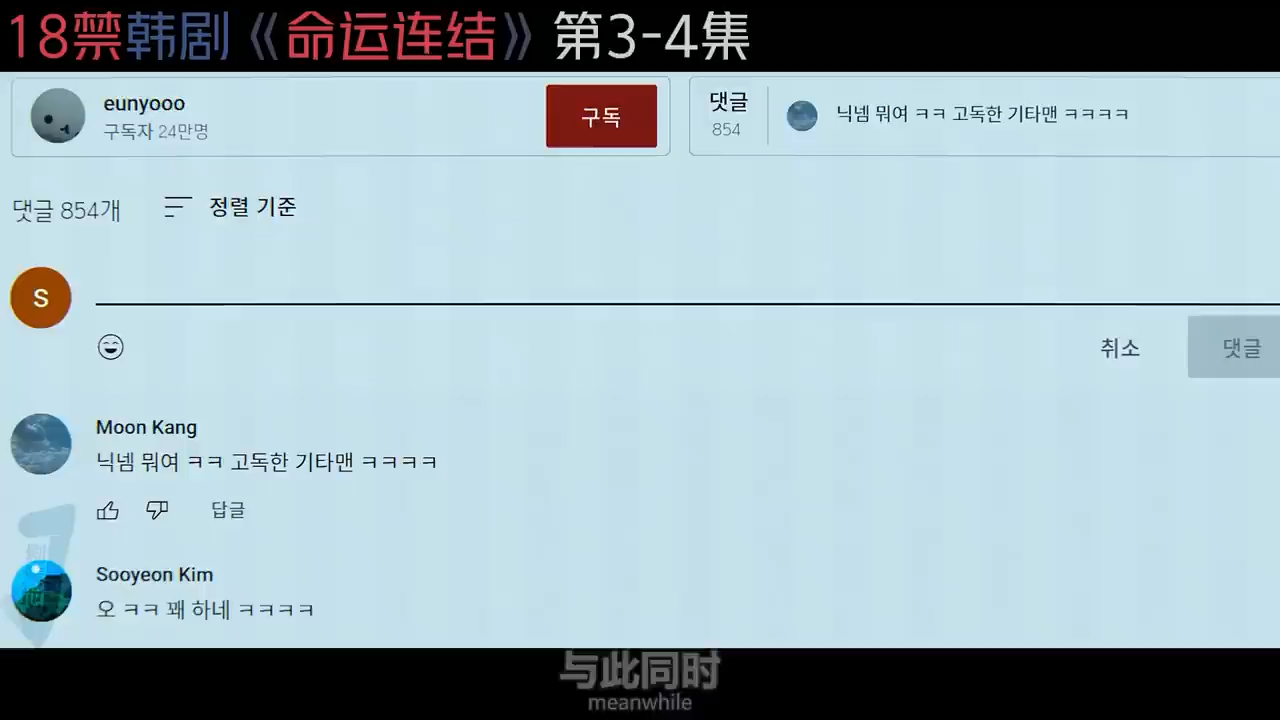 18禁韩剧《命运连结》第3-4集
eunyooo
구독자 24만명
구독
댓글
854
닉넴 뭐여 ㅋㅋ 고독한 기타맨 ㅋㅋㅋㅋ
댓글 854개
정렬 기준
S
취소
댓글
Moon Kang
닉넴 뭐여 ㅋㅋ 고독한 기타맨 ㅋㅋㅋㅋ
답글
Sooyeon Kim
오 ㅋㅋ 꽤 하네 ㅋㅋㅋㅋ
与此同时
meanwhile